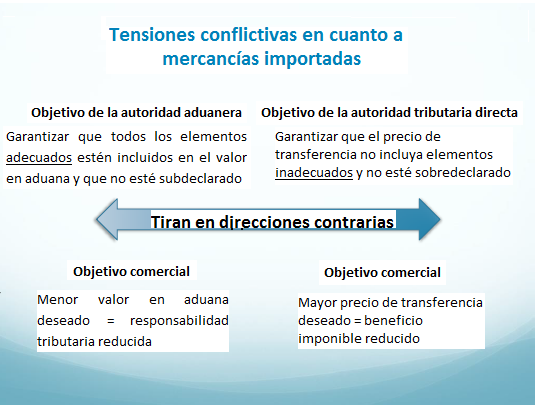 Tensiones conflictivas en cuanto a
mercancías importadas
Objetivo de la autoridad aduanera
Garantizar que todos los elementos
adecuados estén incluidos en el valor
en aduana y que no esté subdeclarado
Objetivo de la autoridad tributaria directa
Garantizar que el precio de
transferencia no incluya elementos
inadecuados y no esté sobredeclarado
Tiran en direcciones contrarias
Objetivo comercial
Menor valor en aduana
deseado = responsabilidad
tributaria reducida
Objetivo comercial
Mayor precio de transferencia
deseado = beneficio
imponible reducido